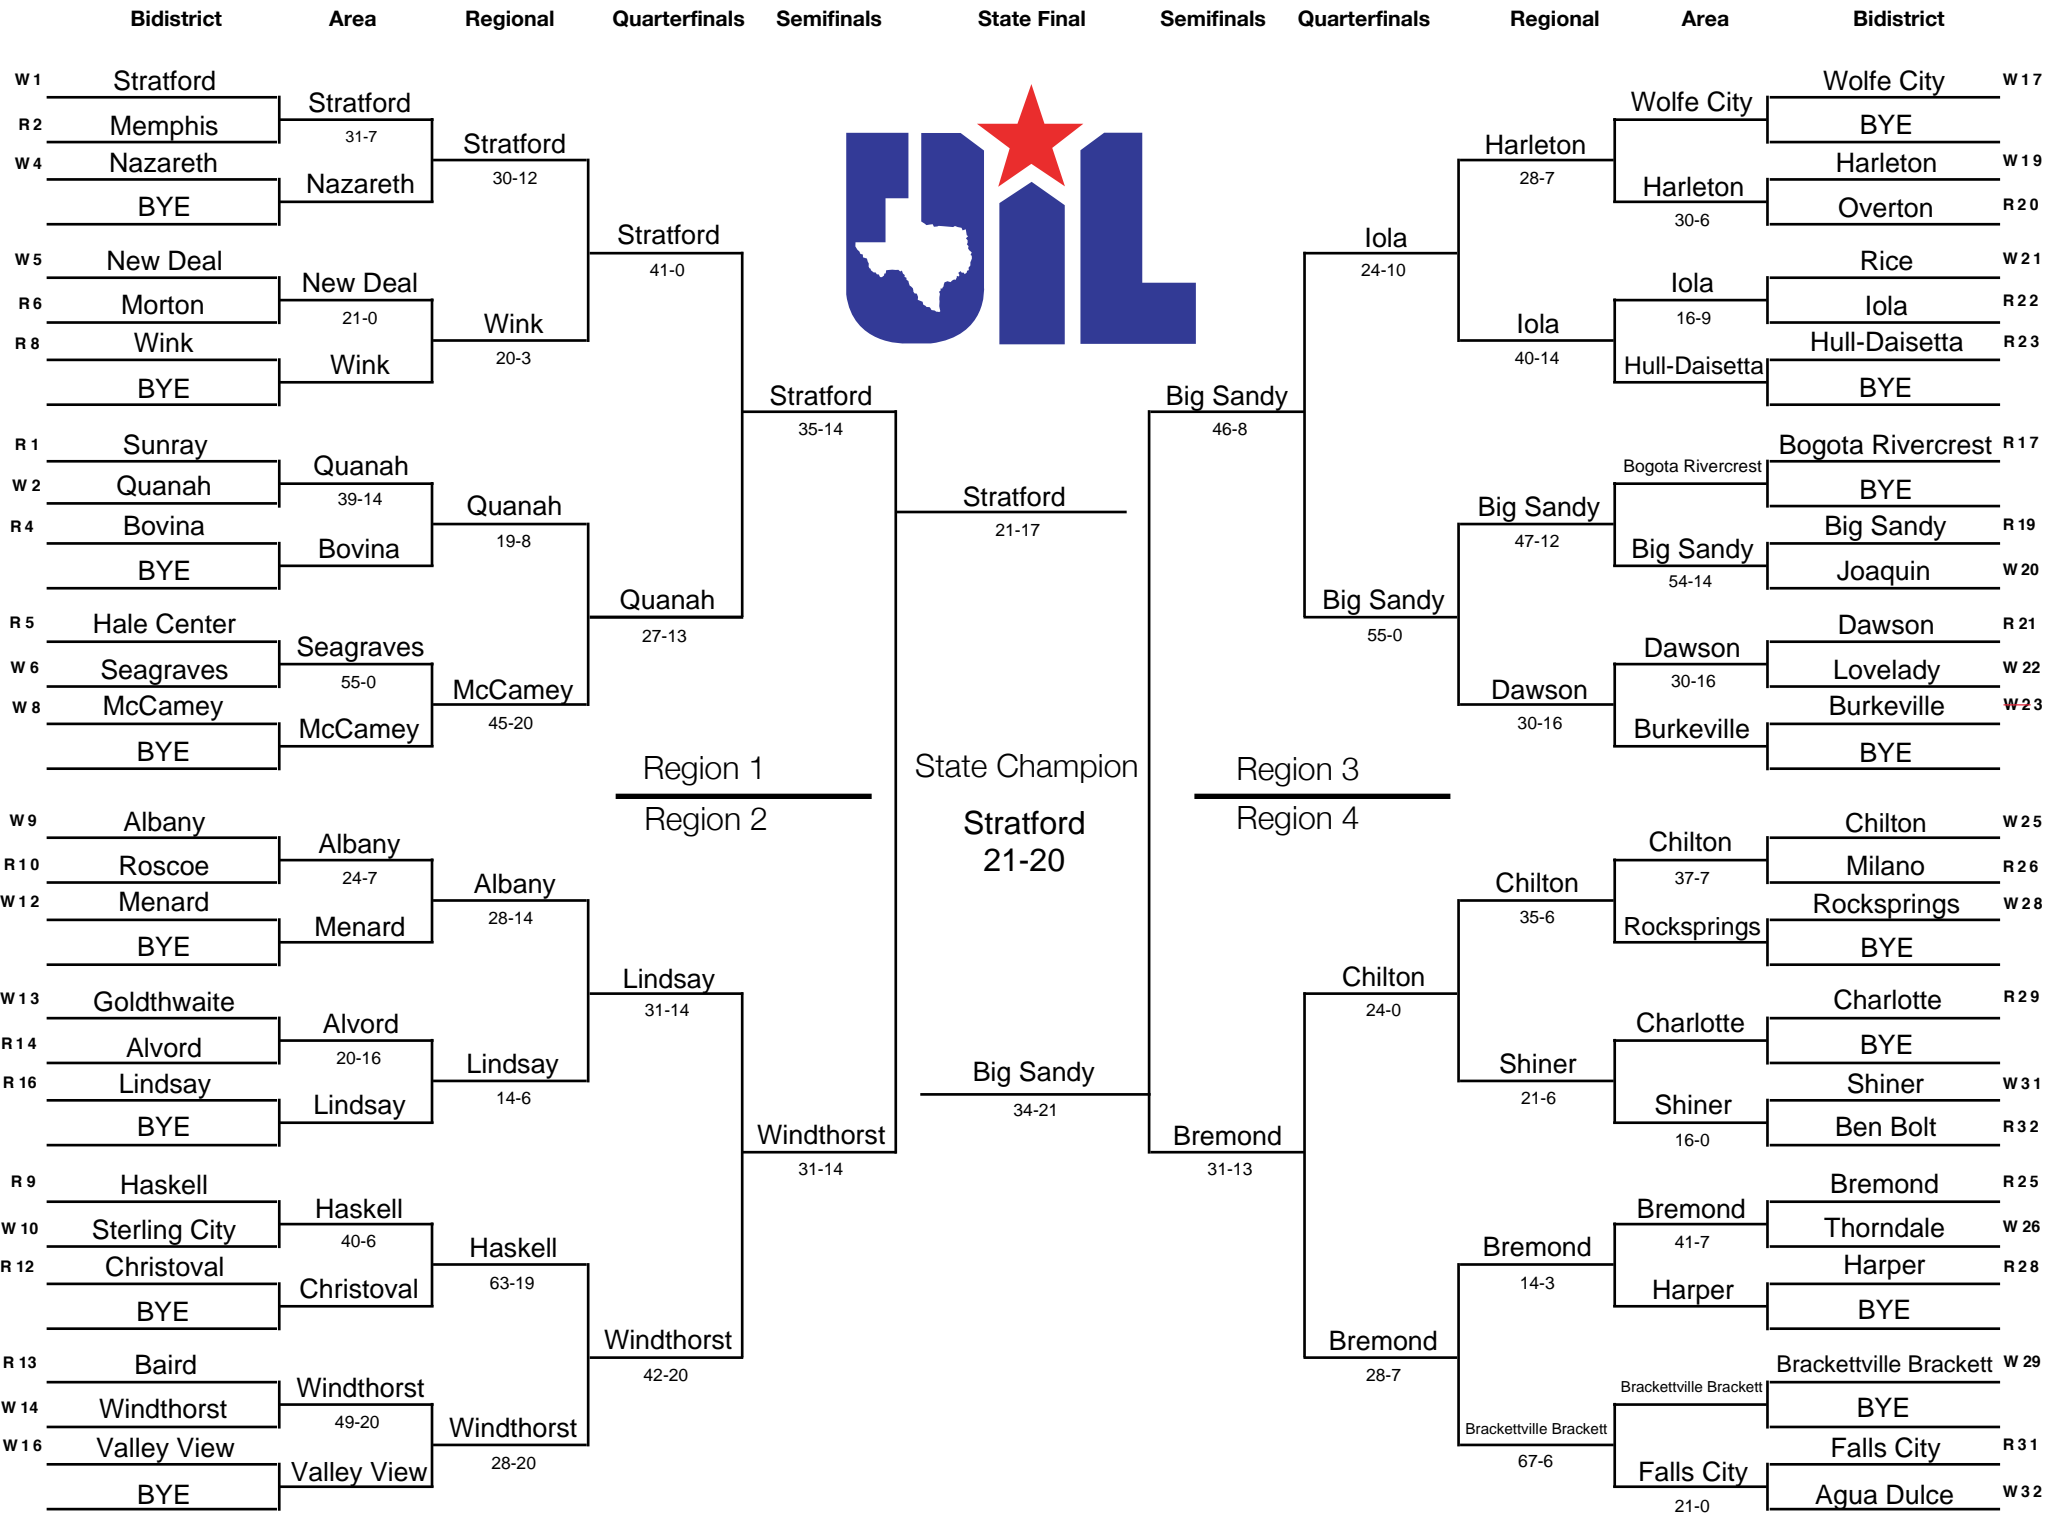 Bidistrict Area Regional Quarterfinals Semifinals State Final Semifinals Quarterfinals Regional Area Bidistrict
W 1 Stratford
R 2 Memphis
W 4 Nazareth
BYE
W 5 New Deal
R 6 Morton
R 8 Wink
BYE
R 1 Sunray
W 2 Quanah
R 4 Bovina
BYE
R 5 Hale Center
W 6 Seagraves
W 8 McCamey
BYE
W 9 Albany
R 10 Roscoe
W 12 Menard
BYE
W 13 Goldthwaite
R 14 Alvord
R 16 Lindsay
BYE
R 9 Haskell
W 10 Sterling City
R 12 Christoval
BYE
R 13 Baird
W 14 Windthorst
W 16 Valley View
BYE
Stratford
31-7
Nazareth
New Deal
21-0
Wink
Quanah
39-14
Bovina
Seagraves
55-0
McCamey
Albany
24-7
Menard
Alvord
20-16
Lindsay
Haskell
40-6
Christoval
Windthorst
49-20
Valley View
Stratford
30-12
Wink
20-3
Quanah
19-8
McCamey
45-20
Albany
28-14
Lindsay
14-6
Haskell
63-19
Windthorst
28-20
Stratford
41-0
Quanah
27-13
Region 1
Region 2
Lindsay
31-14
Windthorst
42-20
Stratford
35-14
Windthorst
31-14
UIL
Stratford
21-17
State Champion
Stratford
21-20
Big Sandy
34-21
Big Sandy
46-8
Bremond
31-13
Iola
24-10
Big Sandy
55-0
Region 3
Region 4
Chilton
24-0
Bremond
28-7
Harleton
28-7
Iola
40-14
Big Sandy
47-12
Dawson
30-16
Chilton
35-6
Shiner
21-6
Bremond
14-3
Brackettville Brackett
67-6
Wolfe City
Harleton
30-6
Iola
16-9
Hull-Daisetta
Bogota Rivercrest
Big Sandy
54-14
Dawson
30-16
Burkeville
Chilton
37-7
Rocksprings
Charlotte
Shiner
16-0
Bremond
41-7
Harper
Brackettville Brackett
Falls City
21-0
Wolfe City W 17
BYE
Harleton W 19
Overton R 20
Rice W 21
Iola R 22
Hull-Daisetta R 23
BYE
Bogota Rivercrest R 17
BYE
Big Sandy R 19
Joaquin W 20
Dawson R 21
Lovelady W 22
Burkeville W 23
BYE
Chilton W 25
Milano R 26
Rocksprings W 28
BYE
Charlotte R 29
BYE
Shiner W 31
Ben Bolt R 32
Bremond R 25
Thorndale W 26
Harper R 28
BYE
Brackettville Brackett W 29
BYE
Falls City R 31
Agua Dulce W 32